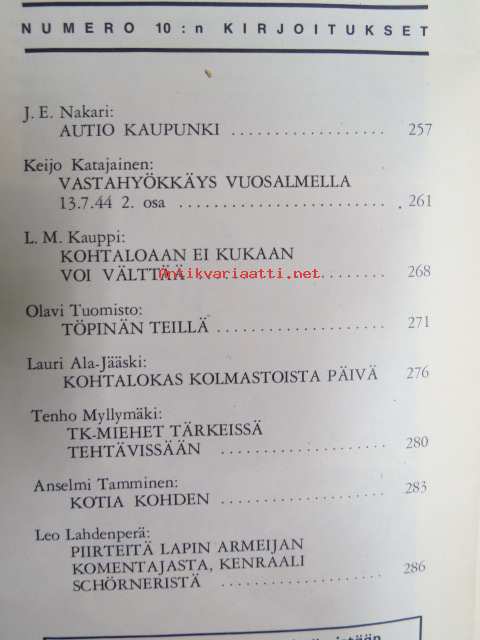 NUMERO 10:n KIRJOITUKSET
J. E. Nakari:
AUTIO KAUPUNKI .................. 257
Keijo Katajainen:
VASTAHYÖKKÄYS VUOSALMELLA
13.7.44 2. osa ........................ 261
L. M. Kauppi:
KOHTALOAAN EI KUKAAN
VOI VÄLTTÄÄ .................. 268
Antikvariaatti.net
Olavi Tuomisto:
TÖPINÄN TEILLÄ .................... 271
Lauri Ala-Jääski:
KOHTALOKAS KOLMASTOISTA PÄIVÄ 276
Tenho Myllymäki:
TK-MIEHET TÄRKEISSÄ
TEHTÄVISSÄÄN .................. 280
Anselmi Tamminen:
KOTIA KOHDEN .................... 283
Leo Lahdenperä:
PIIRTEITÄ LAPIN ARMEIJAN
KOMENTAJASTA, KENRAALI
SCHÖRNERISTÄ, .................... 286